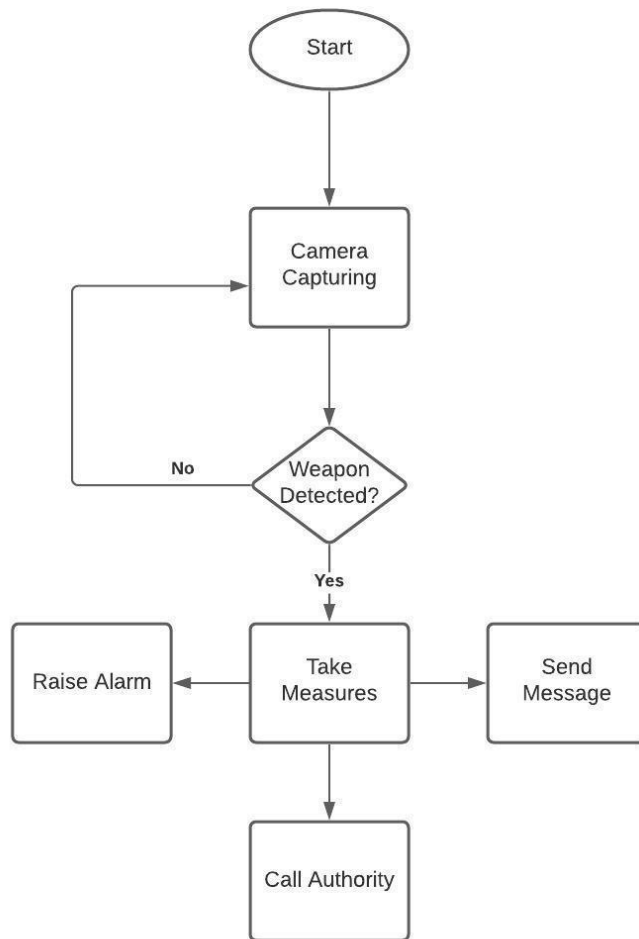 Start
Camera
Capturing
No
Weapon
Detected?
Yes
Raise Alarm
Take
Measures
Send
Message
Call Authority